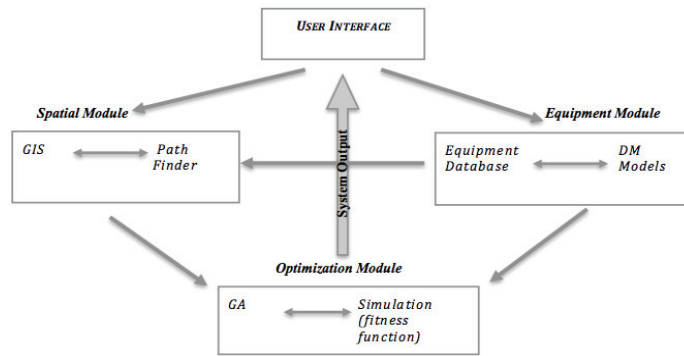 USER INTERFACE
Spatial Module
Equipment Module
GIS
Path
Finder
Equipment
Database
DM
Models
System Output
Optimization Module
GA
Simulation
(fitness
function)